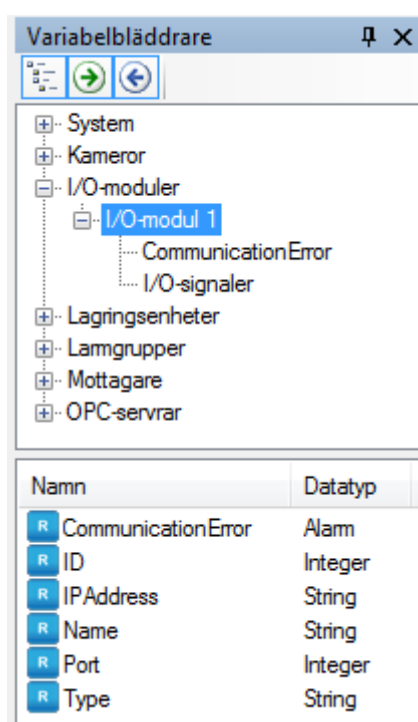 Variabelbläddrare
System
Kameror
I/O-moduler
I/O-modul 1
CommunicationError
I/O-signaler
Lagringsenheter
Larmgrupper
Mottagare
OPC-servrar
Namn Datatyp
R CommunicationError Alarm
R ID Integer
R IPAddress String
R Name String
R Port Integer
R Type String